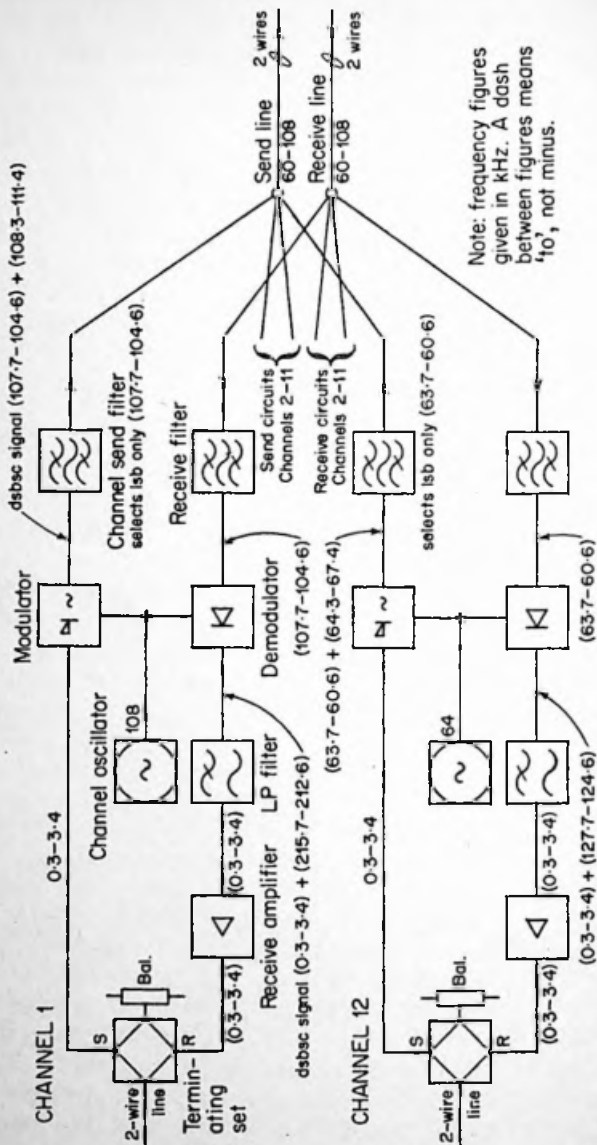 CHANNEL 1
2-wire
line
S
R
Bal.
Termin-
ating
set
0·3-3·4
(0·3-3·4)
Receive amplifier
(0·3-3·4)
LP filter
dsbsc signal (0·3-3·4) + (215·7-212·6)
Channel oscillator
108
Modulator
Demodulator
(107·7-104·6)
dsbsc signal (107·7-104·6) + (108·3-111·4)
Channel send filter
selects lsb only (107·7-104·6)
Receive filter
Send circuits
Channels 2-11
Receive circuits
Channels 2-11
Send line
60-108
2 wires
Receive line
60-108
2 wires
CHANNEL 12
2-wire
line
S
R
Bal.
0·3-3·4
(0·3-3·4)
(0·3-3·4)
(0·3-3·4) + (127·7-124·6)
64
(63·7-60·6) + (64·3-67·4)
selects lsb only (63·7-60·6)
(63·7-60·6)
Note: frequency figures
given in kHz. A dash
between figures means
'to', not minus.